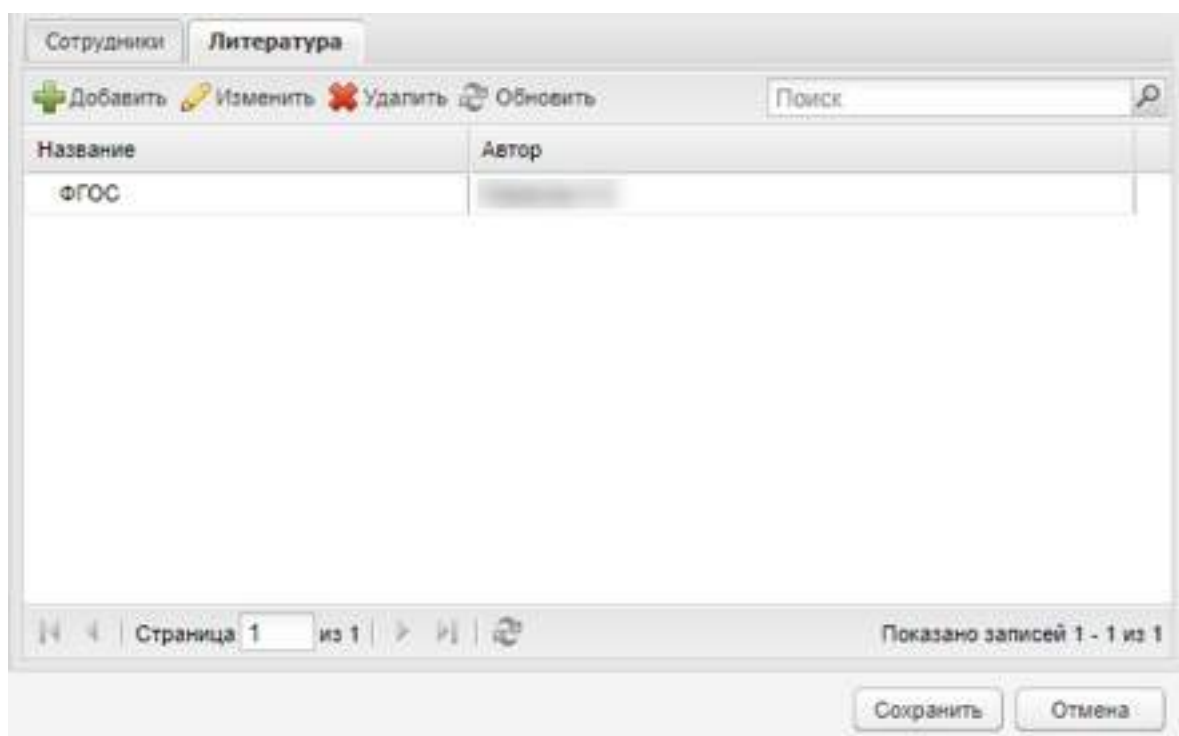 Сотрудники Литература
Добавить Изменить Удалить Обновить Поиск
Название Автор
ФГОС
Страница 1 из 1 Показано записей 1 - 1 из 1
Сохранить Отмена